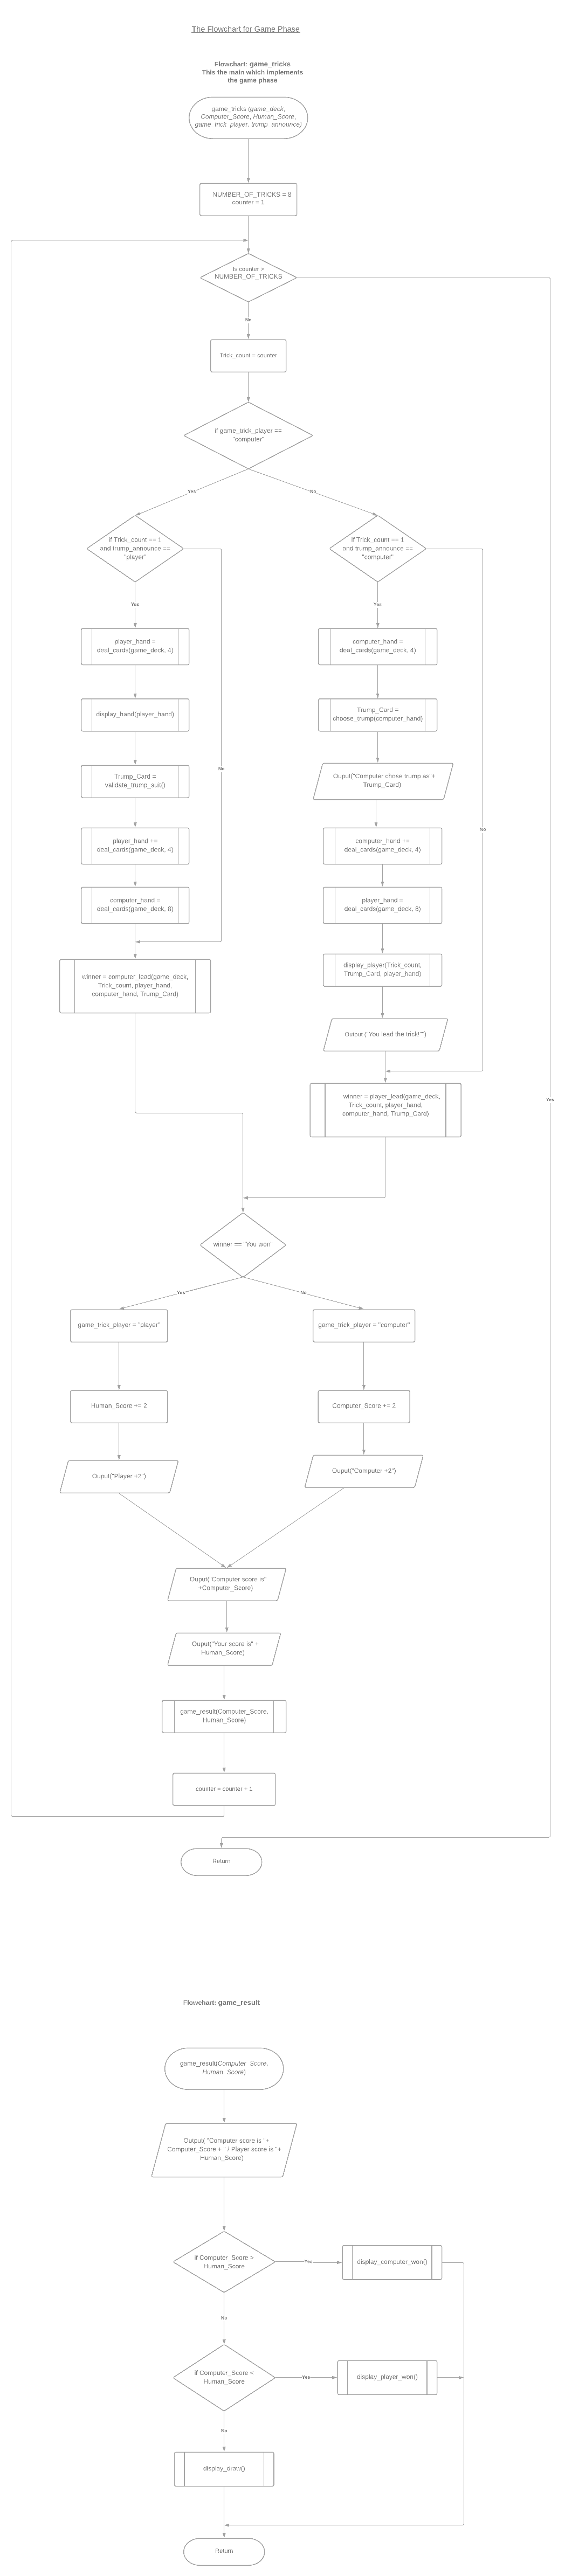 The Flowchart for Game Phase
Flowchart: game_tricks
This the main which implements
the game phase
game_tricks (game_deck,
Computer_Score, Human_Score,
game_trick_player, trump_announce)
NUMBER_OF_TRICKS = 8
counter = 1
Is counter >
NUMBER_OF_TRICKS
No
Trick_count = counter
if game_trick_player ==
"computer"
Yes
No
if Trick_count == 1
and trump_announce ==
"player"
if Trick_count == 1
and trump_announce ==
"computer"
Yes
Yes
player_hand =
deal_cards(game_deck, 4)
computer_hand =
deal_cards(game_deck, 4)
display_hand(player_hand)
Trump_Card =
choose_trump(computer_hand)
No
Trump_Card =
validate_trump_suit()
Ouput("Computer chose trump as"+
Trump_Card)
No
player_hand +=
deal_cards(game_deck, 4)
computer_hand +=
deal_cards(game_deck, 4)
computer_hand =
deal_cards(game_deck, 8)
player_hand =
deal_cards(game_deck, 8)
winner = computer_lead(game_deck,
Trick_count, player_hand,
computer_hand, Trump_Card)
display_player(Trick_count,
Trump_Card, player_hand)
Output ("You lead the trick!"")
winner = player_lead(game_deck,
Trick_count, player_hand,
computer_hand, Trump_Card)
Yes
winner == "You won"
Yes
No
game_trick_player = "player"
game_trick_player = "computer"
Human_Score += 2
Computer_Score += 2
Ouput("Player +2")
Ouput("Computer +2")
Ouput("Computer score is"
+Computer_Score)
Ouput("Your score is" +
Human_Score)
game_result(Computer_Score,
Human_Score)
counter = counter + 1
Return
Flowchart: game_result
game_result(Computer_Score,
Human_Score)
Output( "Computer score is "+
Computer_Score + " / Player score is "+
Human_Score)
if Computer_Score >
Human_Score
Yes
display_computer_won()
No
if Computer_Score <
Human_Score
Yes
display_player_won()
No
display_draw()
Return